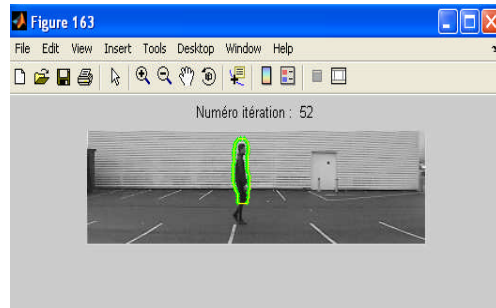 Figure 163
File Edit View Insert Tools Desktop Window Help
Numéro itération : 52